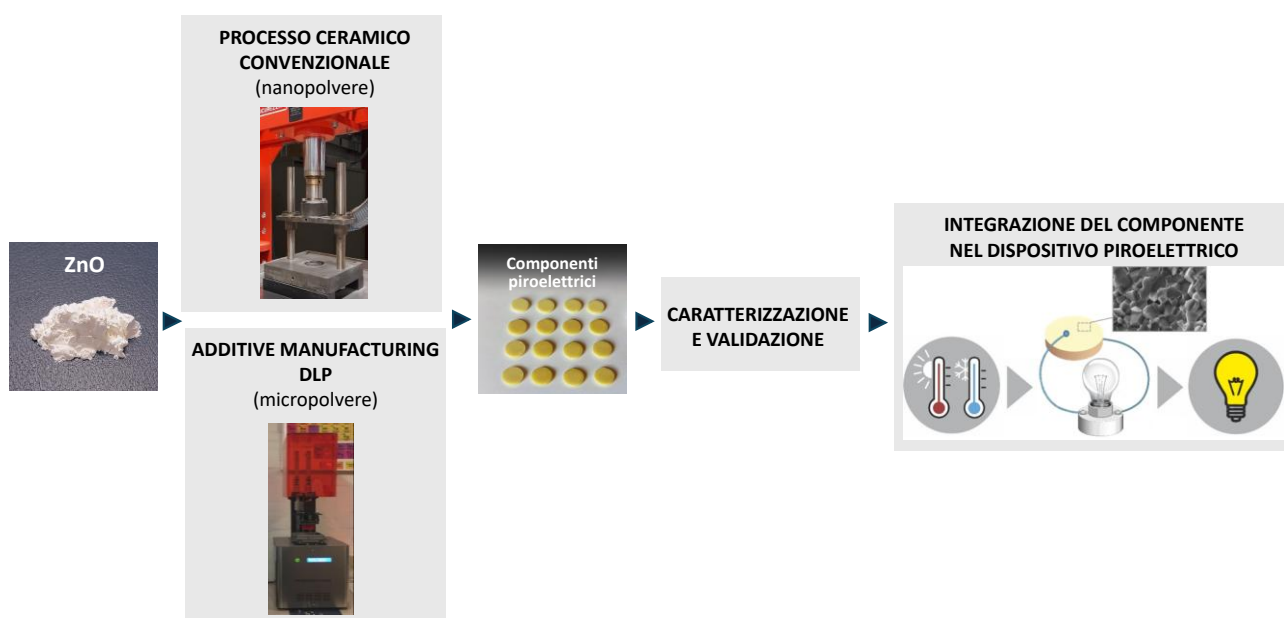 ZnO
PROCESSO CERAMICO
CONVENZIONALE
(nanopolvere)
ADDITIVE MANUFACTURING
DLP
(micropolvere)
Componenti
piroelettrici
CARATTERIZZAZIONE
E VALIDAZIONE
INTEGRAZIONE DEL COMPONENTE
NEL DISPOSITIVO PIROELETTRICO